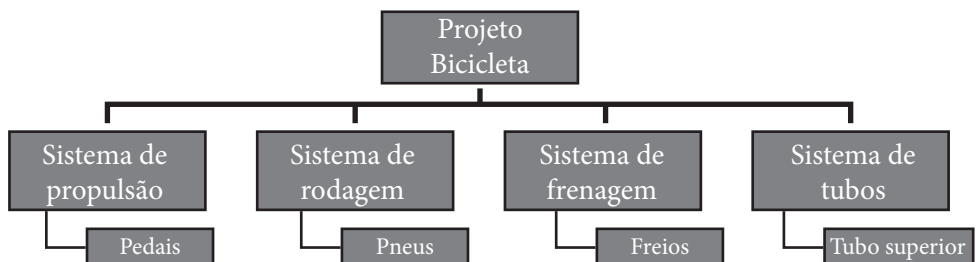 Projeto
Bicicleta
Sistema de
propulsão
Sistema de
rodagem
Sistema de
frenagem
Sistema de
tubos
Pedais
Pneus
Freios
Tubo superior